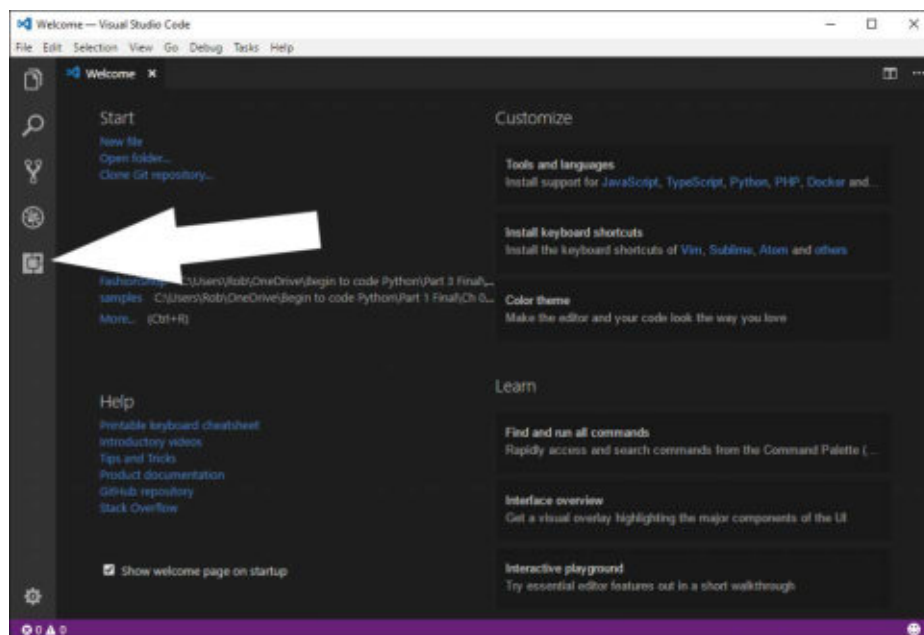 Welcome — Visual Studio Code
File Edit Selection View Go Debug Tasks Help
Welcome
Start
New file
Open folder...
Clone Git repository...
FashionShop C:\Users\Rob\OneDrive\Begin to code Python\Part 3 Final\...
samples C:\Users\Rob\OneDrive\Begin to code Python\Part 1 Final\Ch 0...
More... (Ctrl+R)
Help
Printable keyboard cheatsheet
Introductory videos
Tips and Tricks
Product documentation
GitHub repository
Stack Overflow
Show welcome page on startup
Customize
Tools and languages
Install support for JavaScript, TypeScript, Python, PHP, Docker and...
Install keyboard shortcuts
Install the keyboard shortcuts of Vim, Sublime, Atom and others
Color theme
Make the editor and your code look the way you love
Learn
Find and run all commands
Rapidly access and search commands from the Command Palette (...
Interface overview
Get a visual overlay highlighting the major components of the UI
Interactive playground
Try essential editor features out in a short walkthrough
0 0